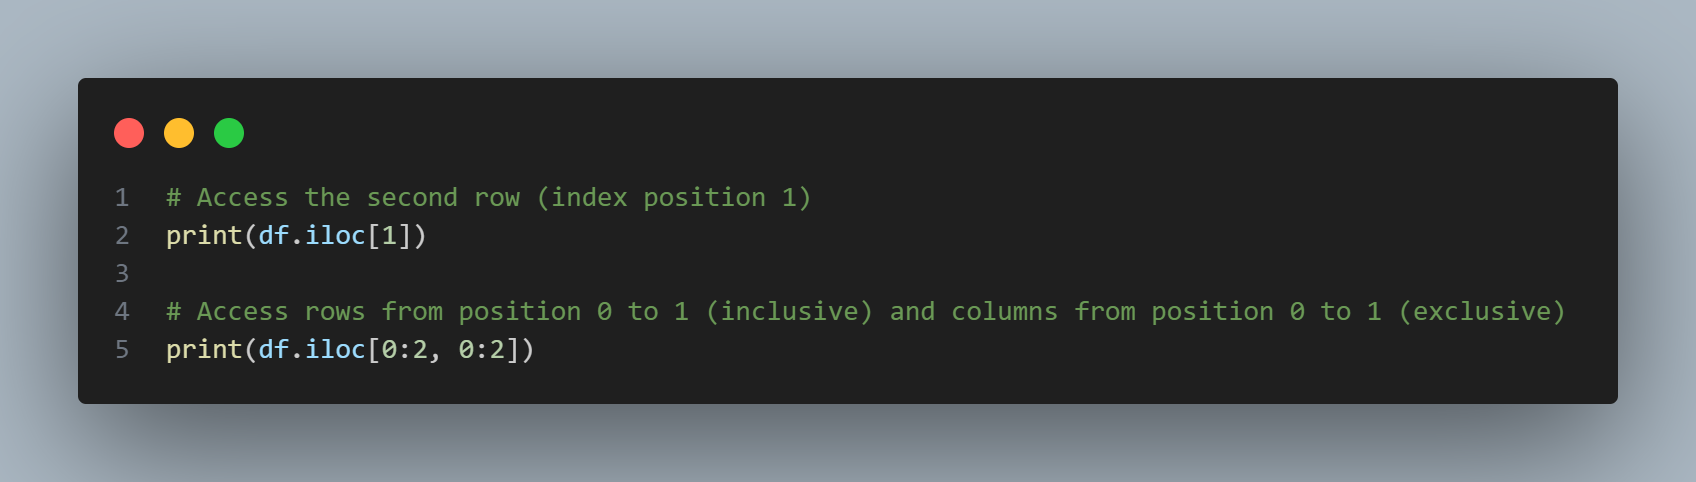 1 # Access the second row (index position 1)
2 print(df.iloc[1])
3
4 # Access rows from position 0 to 1 (inclusive) and columns from position 0 to 1 (exclusive)
5 print(df.iloc[0:2, 0:2])